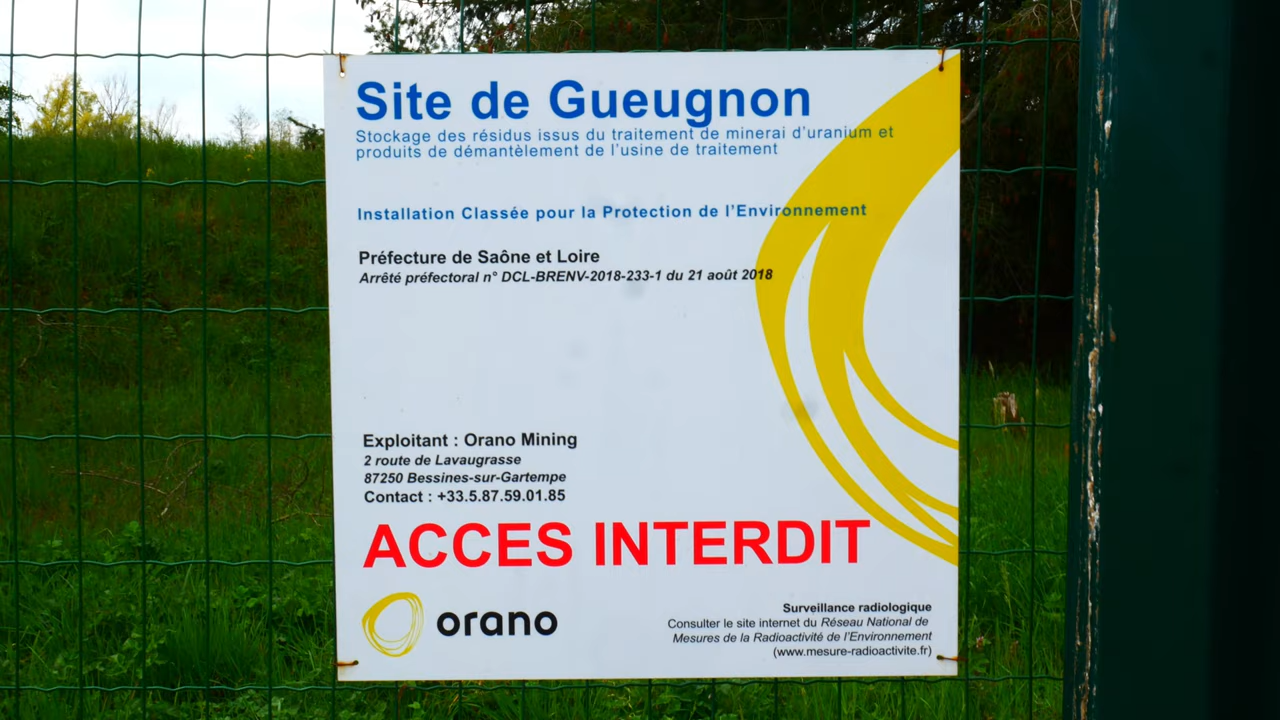 Site de Gueugnon
Stockage des résidus issus du traitement de minerai d'uranium et
produits de démantèlement de l'usine de traitement
Installation Classée pour la Protection de l'Environnement
Préfecture de Saône et Loire
Arrêté préfectoral n° DCL-BRENV-2018-233-1 du 21 août 2018
Exploitant : Orano Mining
2 route de Lavaugrasse
87250 Bessines-sur-Gartempe
Contact : +33.5.87.59.01.85
ACCES INTERDIT
orano
Surveillance radiologique
Consulter le site internet du Réseau National de
Mesures de la Radioactivité de l'Environnement
(www.mesure-radioactivite.fr)